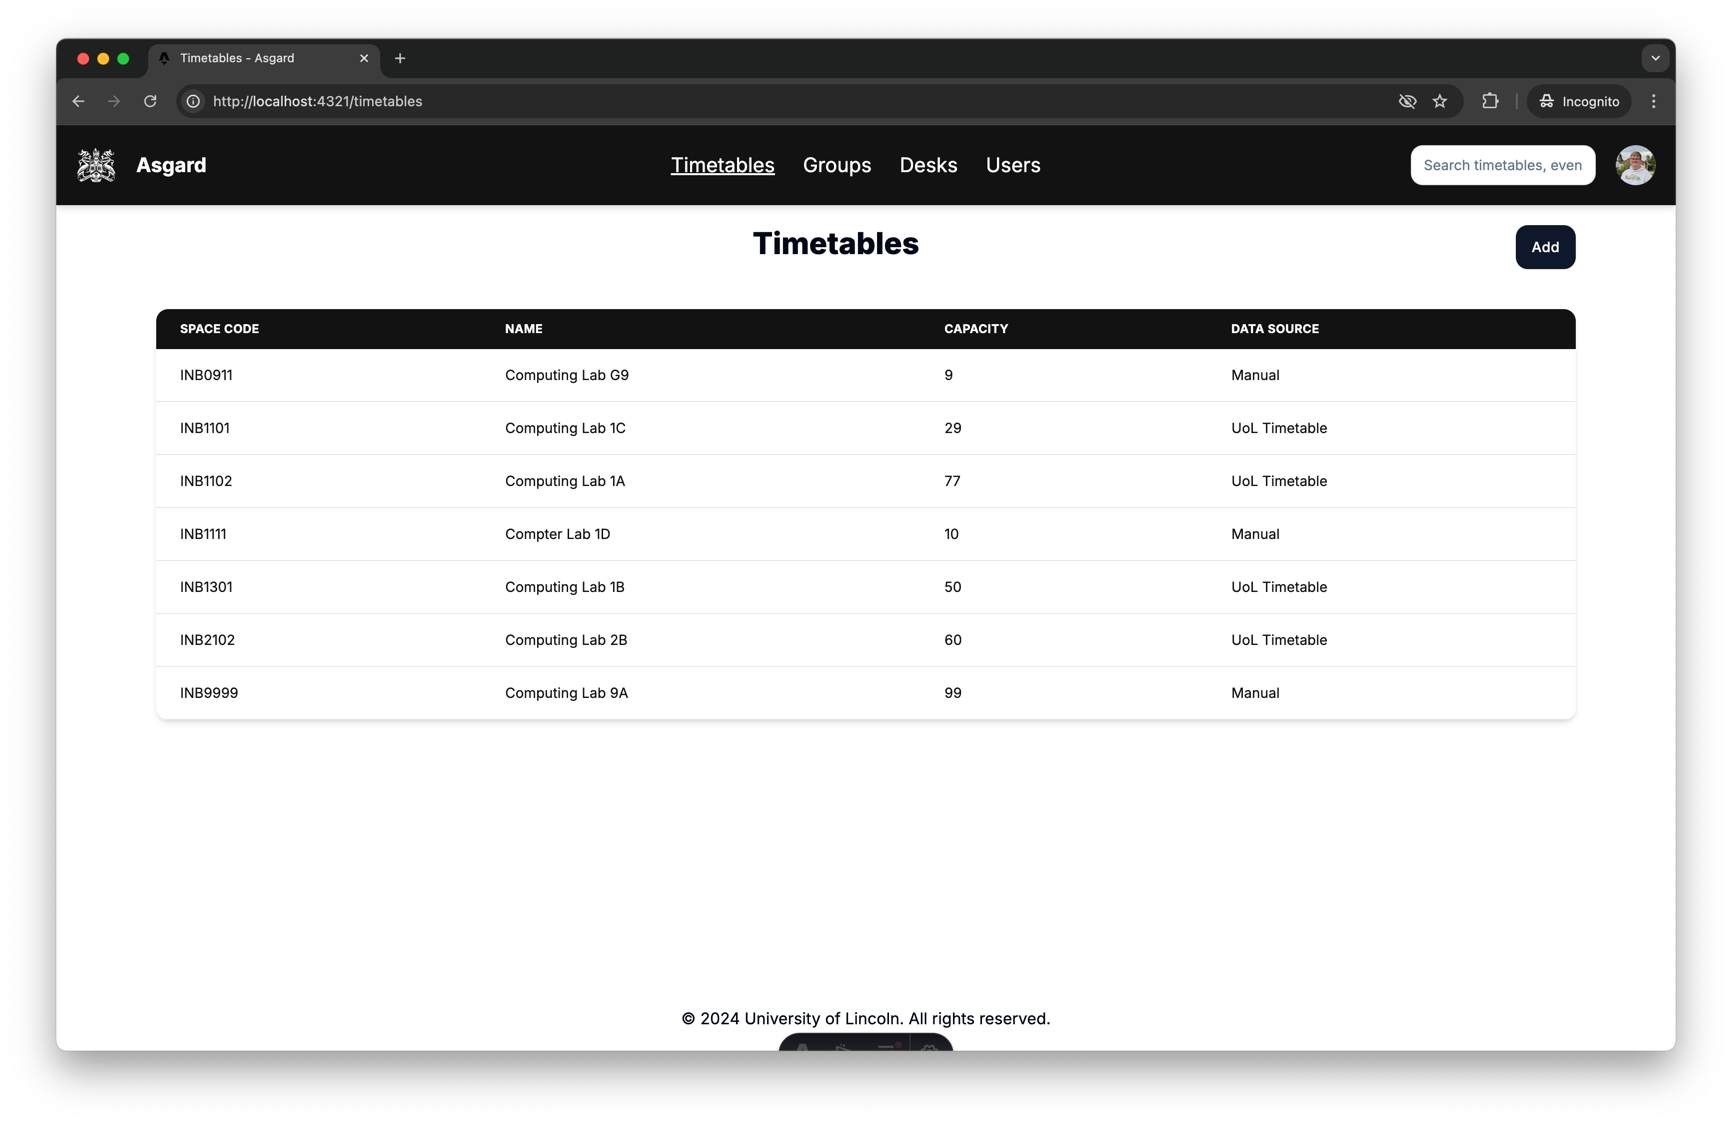 Timetables - Asgard
http://localhost:4321/timetables
Incognito
Asgard
Timetables Groups Desks Users
Search timetables, even
Timetables
Add
SPACE CODE NAME CAPACITY DATA SOURCE
INB0911 Computing Lab G9 9 Manual
INB1101 Computing Lab 1C 29 UoL Timetable
INB1102 Computing Lab 1A 77 UoL Timetable
INB1111 Compter Lab 1D 10 Manual
INB1301 Computing Lab 1B 50 UoL Timetable
INB2102 Computing Lab 2B 60 UoL Timetable
INB9999 Computing Lab 9A 99 Manual
© 2024 University of Lincoln. All rights reserved.